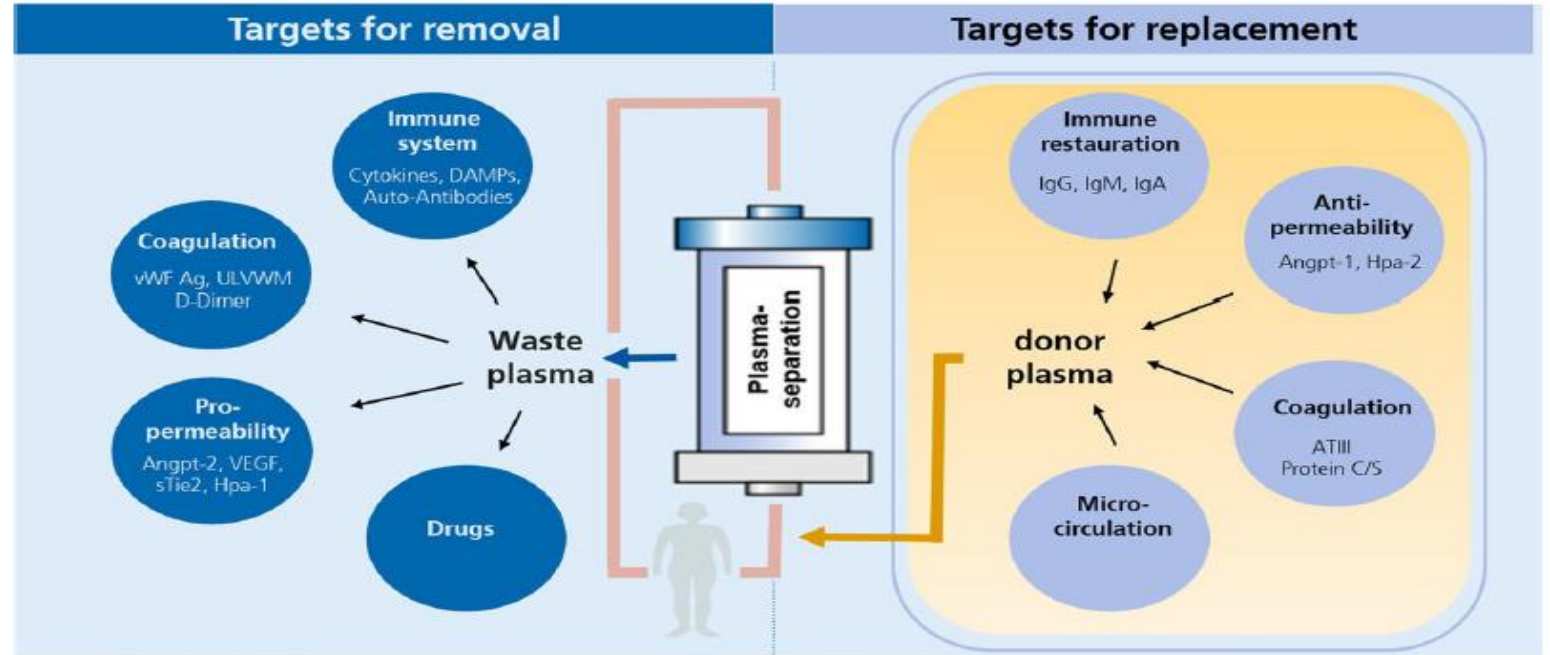 Targets for removal
Targets for replacement
Immune
system
Cytokines, DAMPs,
Auto-Antibodies
Coagulation
vWF Ag, ULVWM
D-Dimer
Pro-
permeability
Angpt-2, VEGF,
sTie2, Hpa-1
Drugs
Waste
plasma
Plasma-
separation
Immune
restauration
IgG, IgM, IgA
Anti-
permeability
Angpt-1, Hpa-2
donor
plasma
Coagulation
ATIII
Protein C/S
Micro-
circulation